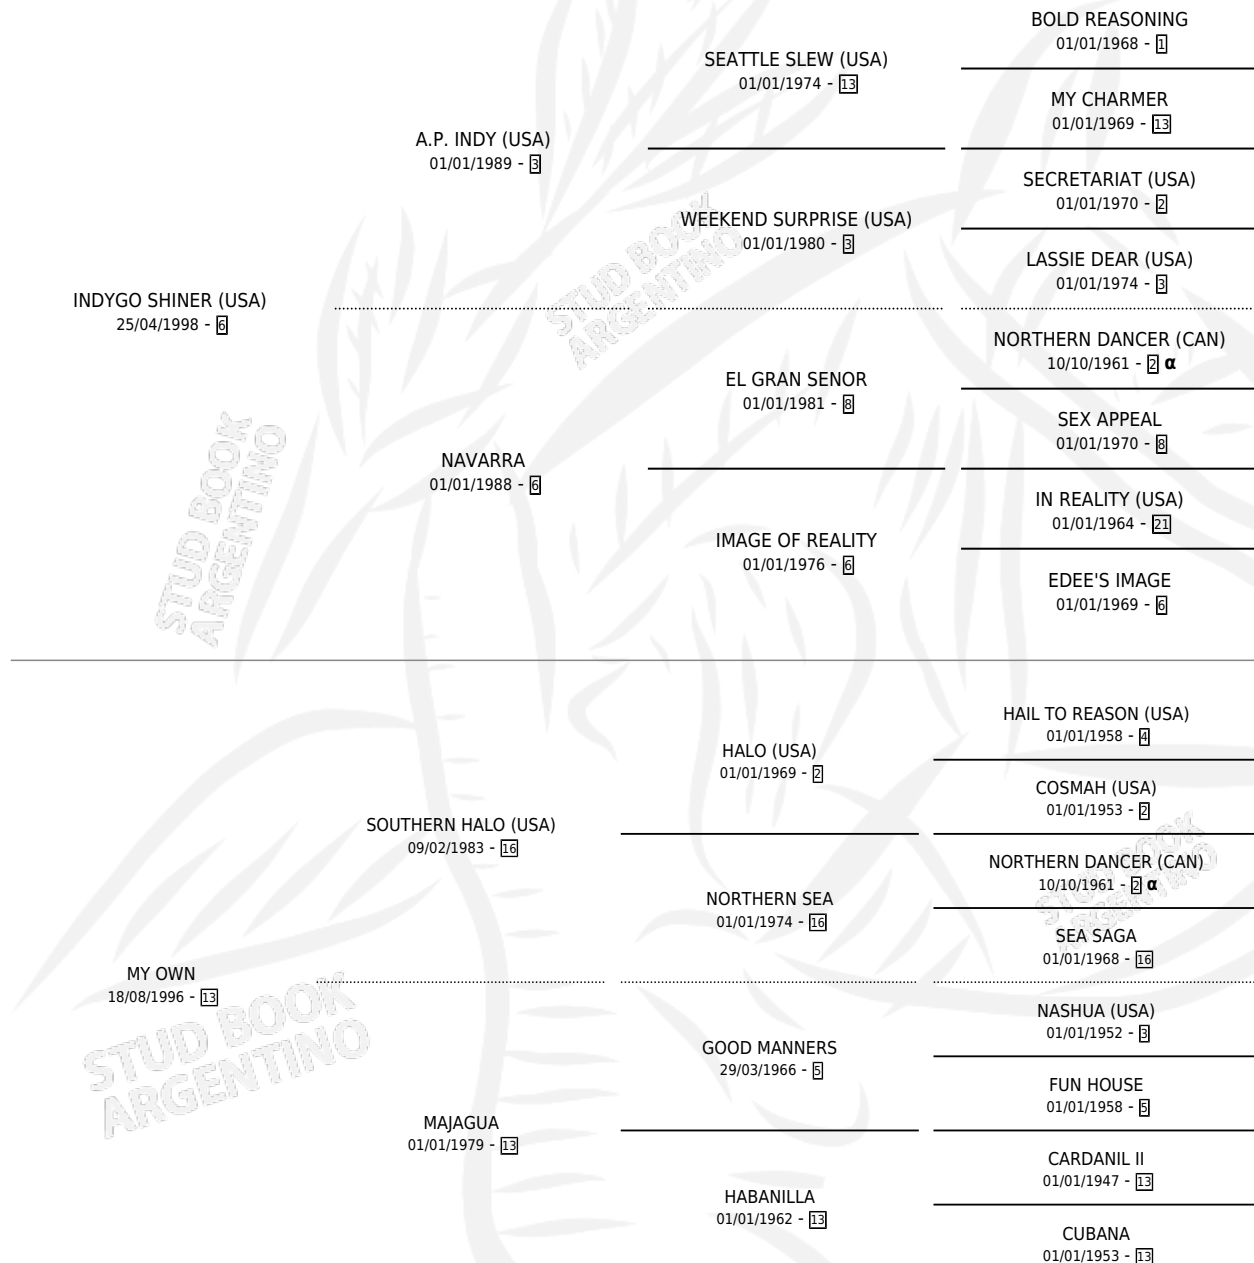 BOLD REASONING
01/01/1968 - 1
SEATTLE SLEW (USA)
01/01/1974 - 13
MY CHARMER
01/01/1969 - 13
A.P. INDY (USA)
01/01/1989 - 3
SECRETARIAT (USA)
01/01/1970 - 2
WEEKEND SURPRISE (USA)
01/01/1980 - 3
LASSIE DEAR (USA)
01/01/1974 - 3
INDYGO SHINER (USA)
25/04/1998 - 6
NORTHERN DANCER (CAN)
10/10/1961 - 2 α
EL GRAN SENOR
01/01/1981 - 8
SEX APPEAL
01/01/1970 - 8
NAVARRA
01/01/1988 - 6
IN REALITY (USA)
01/01/1964 - 21
IMAGE OF REALITY
01/01/1976 - 6
EDEE'S IMAGE
01/01/1969 - 6
HAIL TO REASON (USA)
01/01/1958 - 4
HALO (USA)
01/01/1969 - 2
COSMAH (USA)
01/01/1953 - 2
SOUTHERN HALO (USA)
09/02/1983 - 16
NORTHERN DANCER (CAN)
10/10/1961 - 2 α
NORTHERN SEA
01/01/1974 - 16
SEA SAGA
01/01/1968 - 16
MY OWN
18/08/1996 - 13
NASHUA (USA)
01/01/1952 - 3
GOOD MANNERS
29/03/1966 - 5
FUN HOUSE
01/01/1958 - 5
MAJAGUA
01/01/1979 - 13
CARDANIL II
01/01/1947 - 13
HABANILLA
01/01/1962 - 13
CUBANA
01/01/1953 - 13
STUD BOOK
ARGENTINO
STUD BOOK
ARGENTINO
STUD BOOK
ARGENTINO
STUD BOOK
ARGENTINO